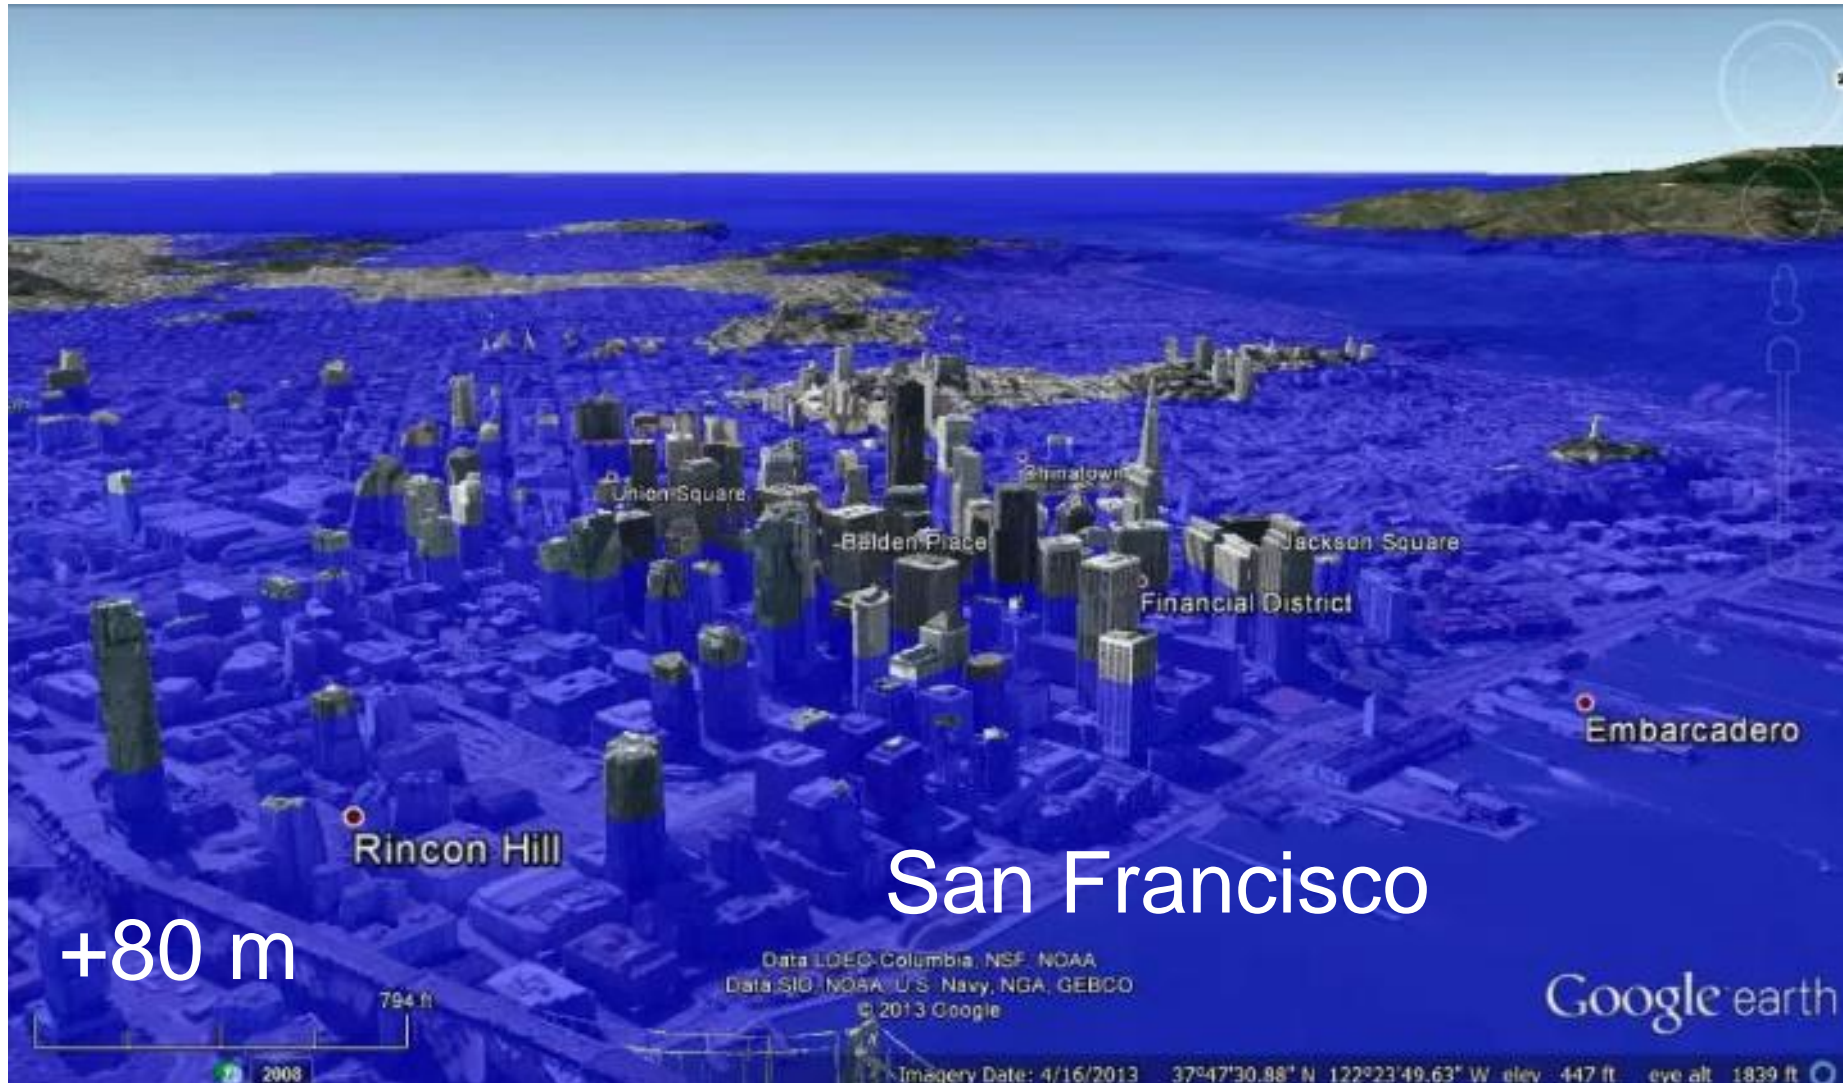 Union Square
Chinatown
Belden Place
Jackson Square
Financial District
Embarcadero
Rincon Hill
San Francisco
+80 m
Data LDEO-Columbia, NSF, NOAA
Data SIO, NOAA, U.S. Navy, NGA, GEBCO
© 2013 Google
Google earth
794 ft
2008
Imagery Date: 4/16/2013 37°47'30.88" N 122°23'49.63" W elev 447 ft eye alt 1839 ft